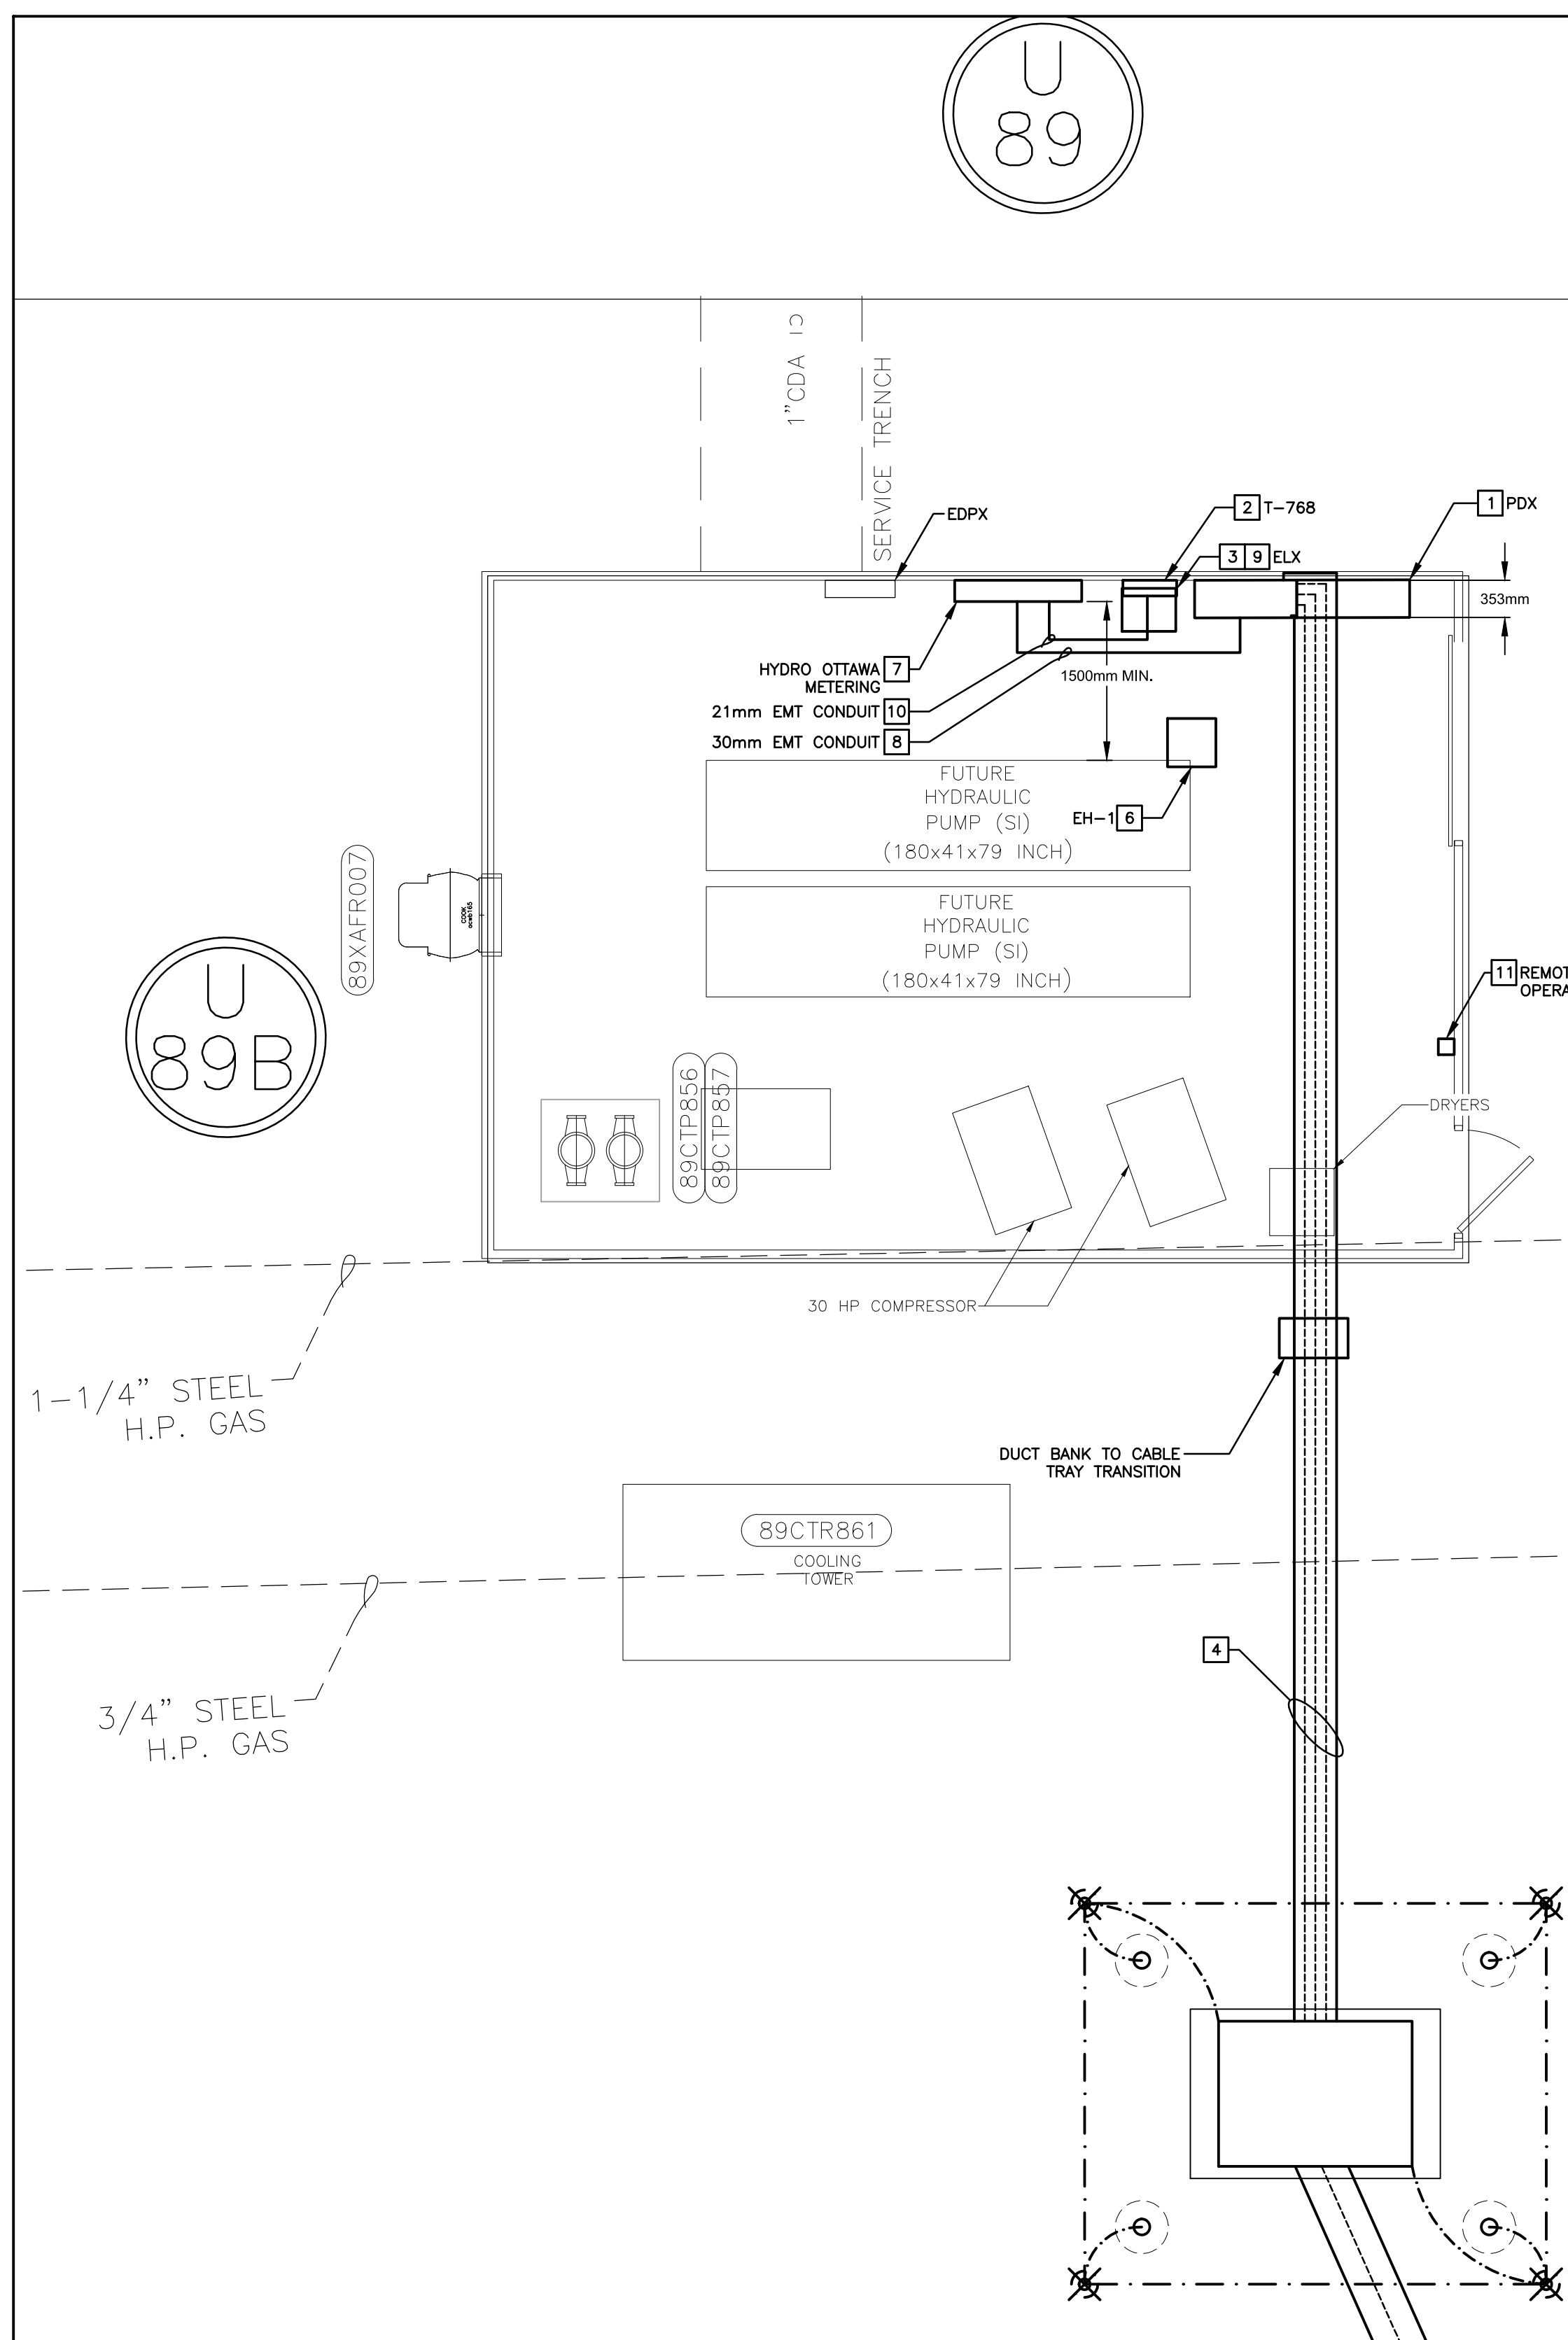 U
89
1"CDA
SERVICE TRENCH
EDPX
2 T-768
1 PDX
3 9 ELX
353mm
HYDRO OTTAWA 7
METERING
1500mm MIN.
21mm EMT CONDUIT 10
30mm EMT CONDUIT 8
FUTURE
HYDRAULIC
PUMP (SI)
(180x41x79 INCH)
EH-1 6
89XAFR007
COOK
FUTURE
HYDRAULIC
PUMP (SI)
(180x41x79 INCH)
11 REMOT
OPERA
U
89B
89CTP856
89CTP857
DRYERS
30 HP COMPRESSOR
1-1/4" STEEL
H.P. GAS
DUCT BANK TO CABLE
TRAY TRANSITION
89CTR861
COOLING
TOWER
4
3/4" STEEL
H.P. GAS